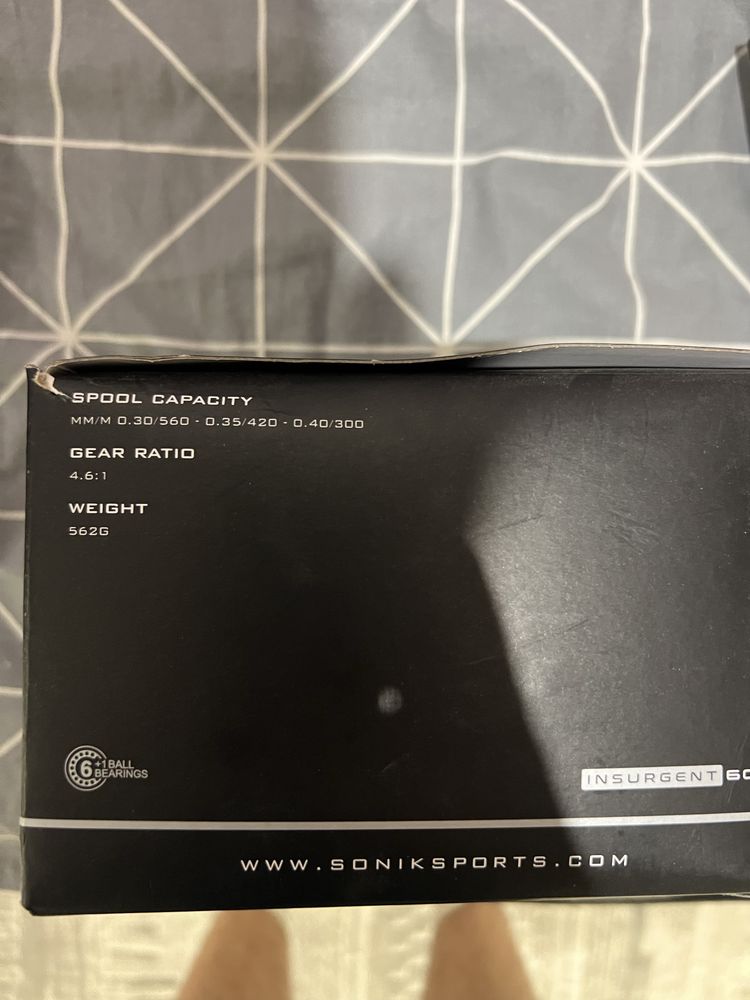 SPOOL CAPACITY
MM/M 0.30/560 - 0.35/420 - 0.40/300
GEAR RATIO
4.6:1
WEIGHT
562G
6 +1 BALL
BEARINGS
INSURGENT
WWW.SONIKSPORTS.COM